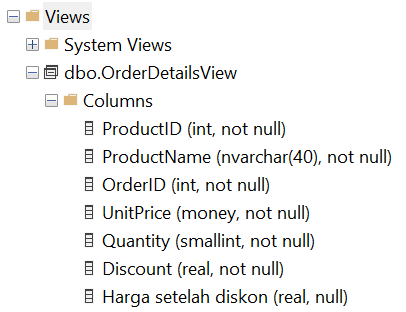 Views
System Views
dbo.OrderDetailsView
Columns
ProductID (int, not null)
ProductName (nvarchar(40), not null)
OrderID (int, not null)
UnitPrice (money, not null)
Quantity (smallint, not null)
Discount (real, not null)
Harga setelah diskon (real, null)